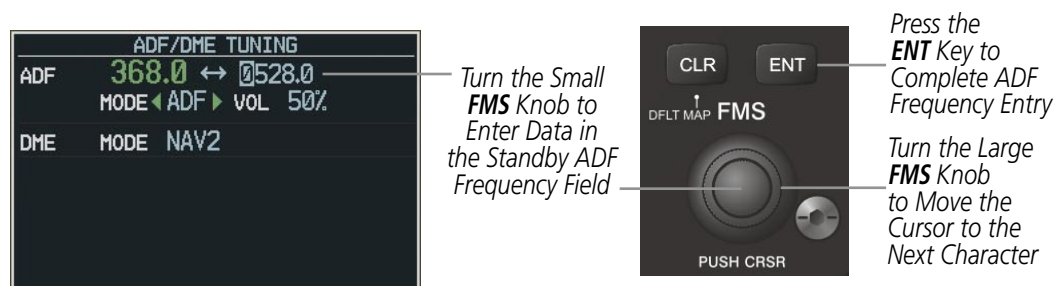 ADF/DME TUNING
ADF 368.0 ↔ 0528.0
MODE ADF VOL 50%
DME MODE NAV2
Turn the Small
FMS Knob to
Enter Data in
the Standby ADF
Frequency Field
CLR ENT
DFLT MAP FMS
PUSH CRSR
Press the
ENT Key to
Complete ADF
Frequency Entry
Turn the Large
FMS Knob
to Move the
Cursor to the
Next Character